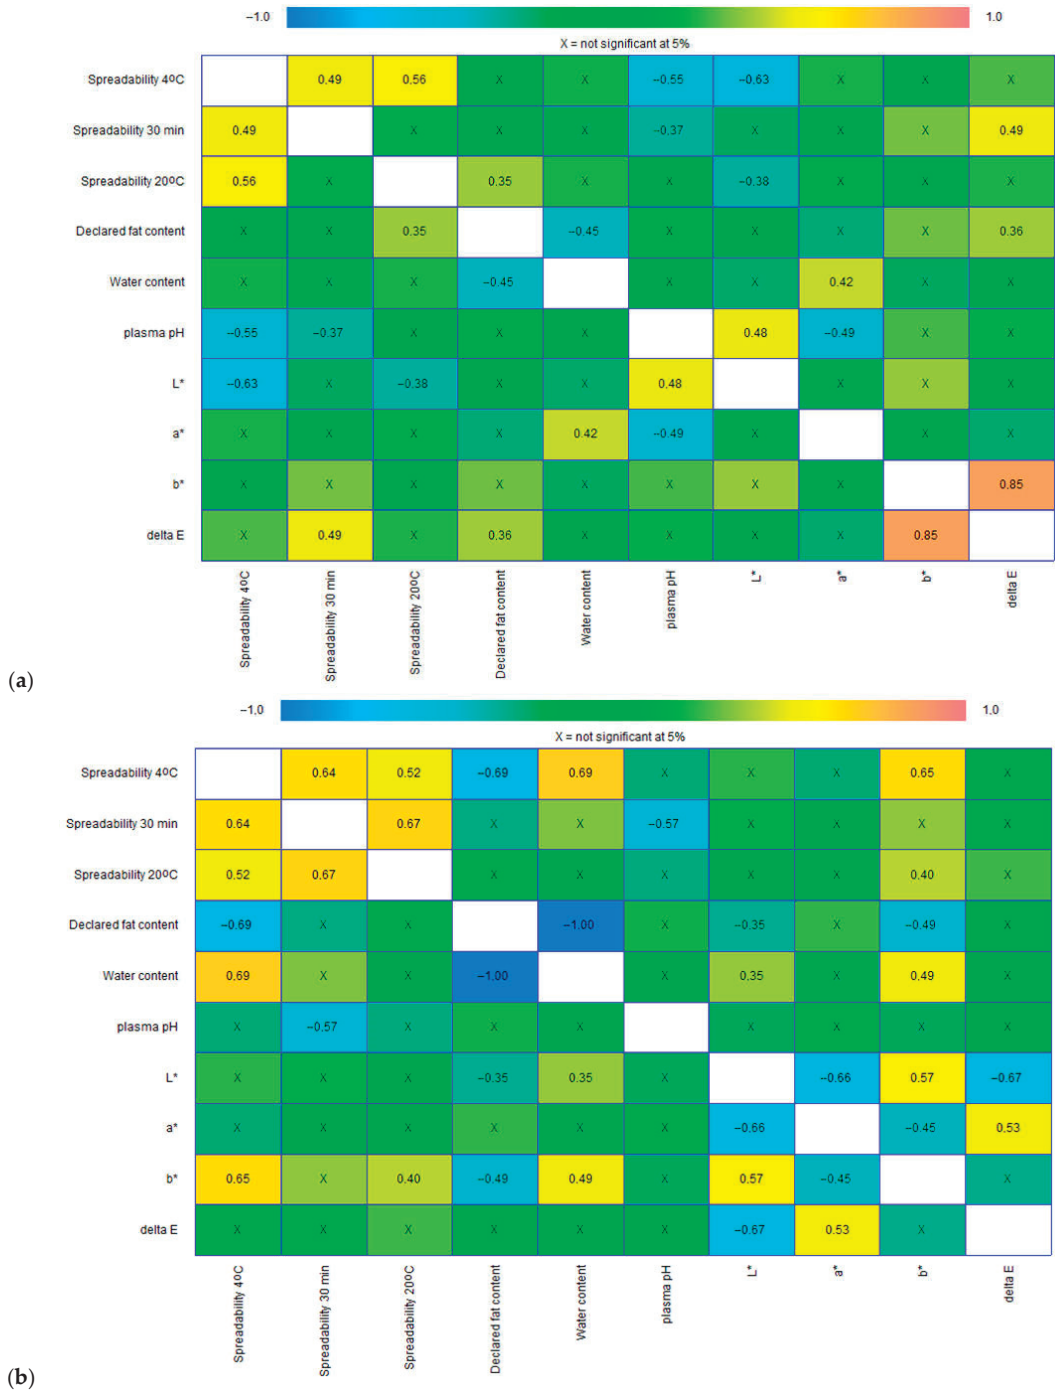 −1.0 1.0
X = not significant at 5%
Spreadability 4ºC 0.49 0.56 X X −0.55 −0.63 X X X
Spreadability 30 min 0.49 X X X −0.37 X X X 0.49
Spreadability 20ºC 0.56 X 0.35 X X −0.38 X X X
Declared fat content X X 0.35 −0.45 X X X X 0.36
Water content X X X −0.45 X X 0.42 X X
plasma pH −0.55 −0.37 X X X 0.48 −0.49 X X
L* −0.63 X −0.38 X X 0.48 X X X
a* X X X X 0.42 −0.49 X X X
b* X X X X X X X X 0.85
delta E X 0.49 X 0.36 X X X X 0.85
Spreadability 4ºC
Spreadability 30 min
Spreadability 20ºC
Declared fat content
Water content
plasma pH
L*
a*
b*
delta E
(a)
−1.0 1.0
X = not significant at 5%
Spreadability 4ºC 0.64 0.52 −0.69 0.69 X X X 0.65 X
Spreadability 30 min 0.64 0.67 X X −0.57 X X X X
Spreadability 20ºC 0.52 0.67 X X X X X 0.40 X
Declared fat content −0.69 X X −1.00 X −0.35 X −0.49 X
Water content 0.69 X X −1.00 X 0.35 X 0.49 X
plasma pH X −0.57 X X X X X X X
L* X X X −0.35 0.35 X −0.66 0.57 −0.67
a* X X X X X X −0.66 −0.45 0.53
b* 0.65 X 0.40 −0.49 0.49 X 0.57 −0.45 X
delta E X X X X X X −0.67 0.53 X
Spreadability 4ºC
Spreadability 30 min
Spreadability 20ºC
Declared fat content
Water content
plasma pH
L*
a*
b*
delta E
(b)